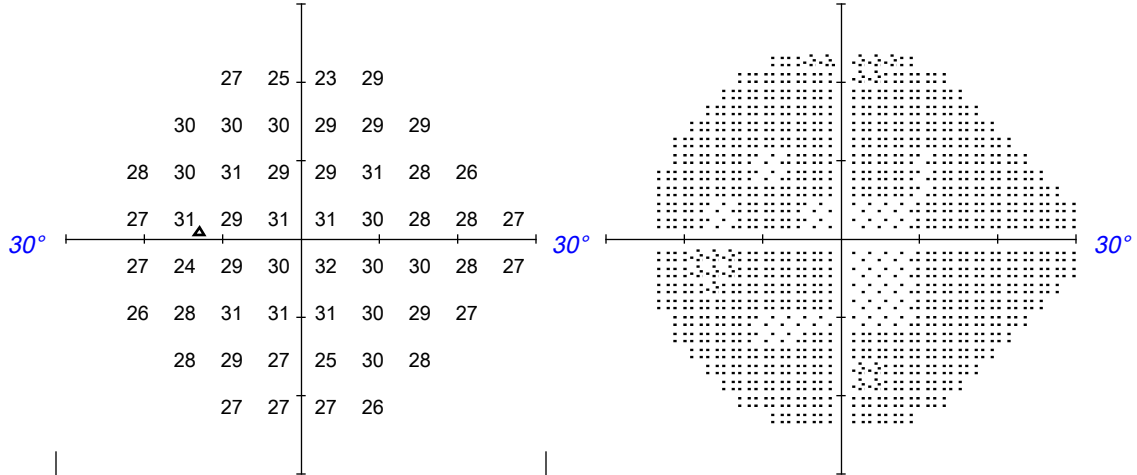 27 25 23 29
30 30 30 29 29 29
28 30 31 29 29 31 28 26
27 31 29 31 31 30 28 28 27
30° 30° 30°
27 24 29 30 32 30 30 28 27
26 28 31 31 31 30 29 27
28 29 27 25 30 28
27 27 27 26